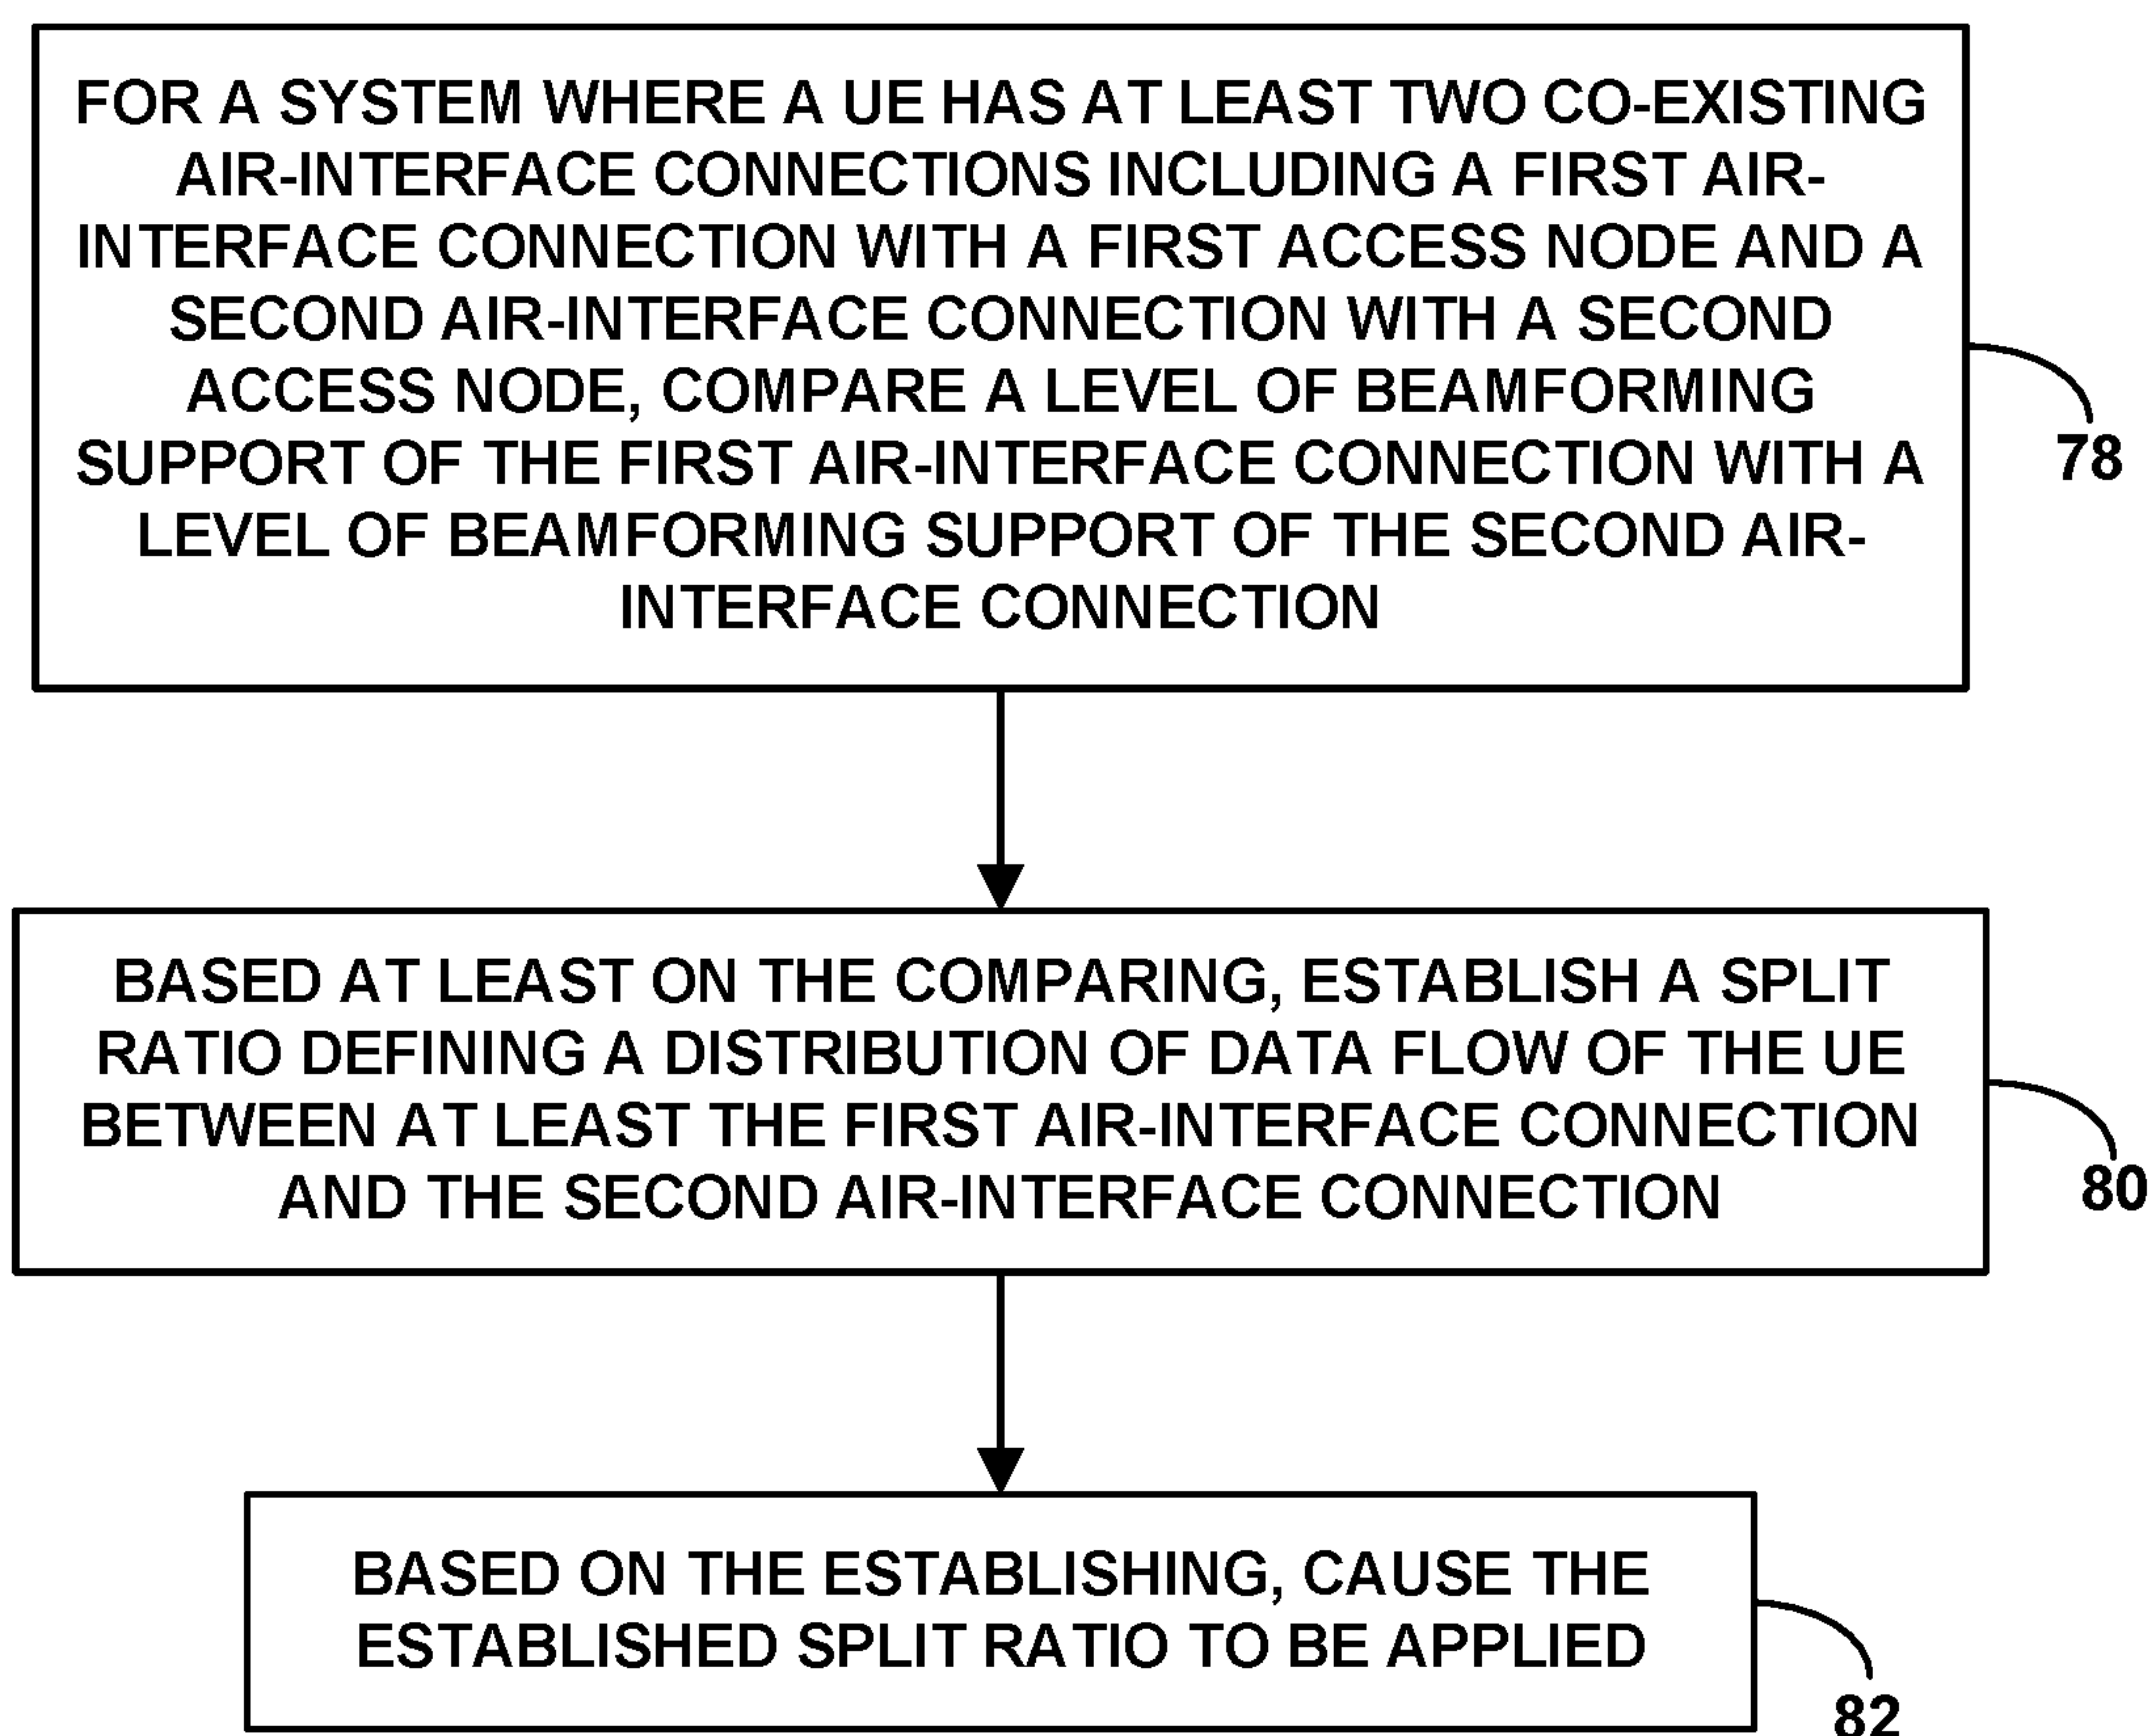 FOR A SYSTEM WHERE A UE HAS AT LEAST TWO CO-EXISTING
AIR-INTERFACE CONNECTIONS INCLUDING A FIRST AIR-
INTERFACE CONNECTION WITH A FIRST ACCESS NODE AND A
SECOND AIR-INTERFACE CONNECTION WITH A SECOND
ACCESS NODE, COMPARE A LEVEL OF BEAMFORMING
SUPPORT OF THE FIRST AIR-INTERFACE CONNECTION WITH A
LEVEL OF BEAMFORMING SUPPORT OF THE SECOND AIR-
INTERFACE CONNECTION
78
BASED AT LEAST ON THE COMPARING, ESTABLISH A SPLIT
RATIO DEFINING A DISTRIBUTION OF DATA FLOW OF THE UE
BETWEEN AT LEAST THE FIRST AIR-INTERFACE CONNECTION
AND THE SECOND AIR-INTERFACE CONNECTION
80
BASED ON THE ESTABLISHING, CAUSE THE
ESTABLISHED SPLIT RATIO TO BE APPLIED
82